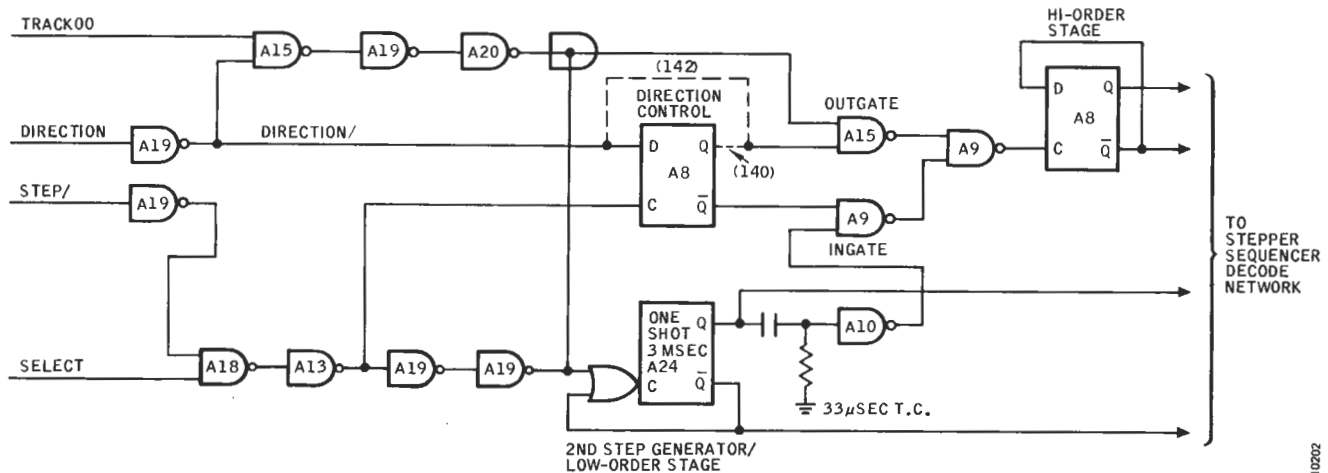 TRACK00
A15
A19
A20
HI-ORDER
STAGE
(142)
DIRECTION
CONTROL
OUTGATE
D Q
A8
C Q̅
DIRECTION
A19
DIRECTION/
D Q
A8
C Q̅
(140)
A15
A9
STEP/
A19
A9
INGATE
TO
STEPPER
SEQUENCER
DECODE
NETWORK
SELECT
A18
A13
A19
A19
ONE Q
SHOT
3 MSEC
A24
C Q̅
A10
33μSEC T.C.
2ND STEP GENERATOR/
LOW-ORDER STAGE
10202